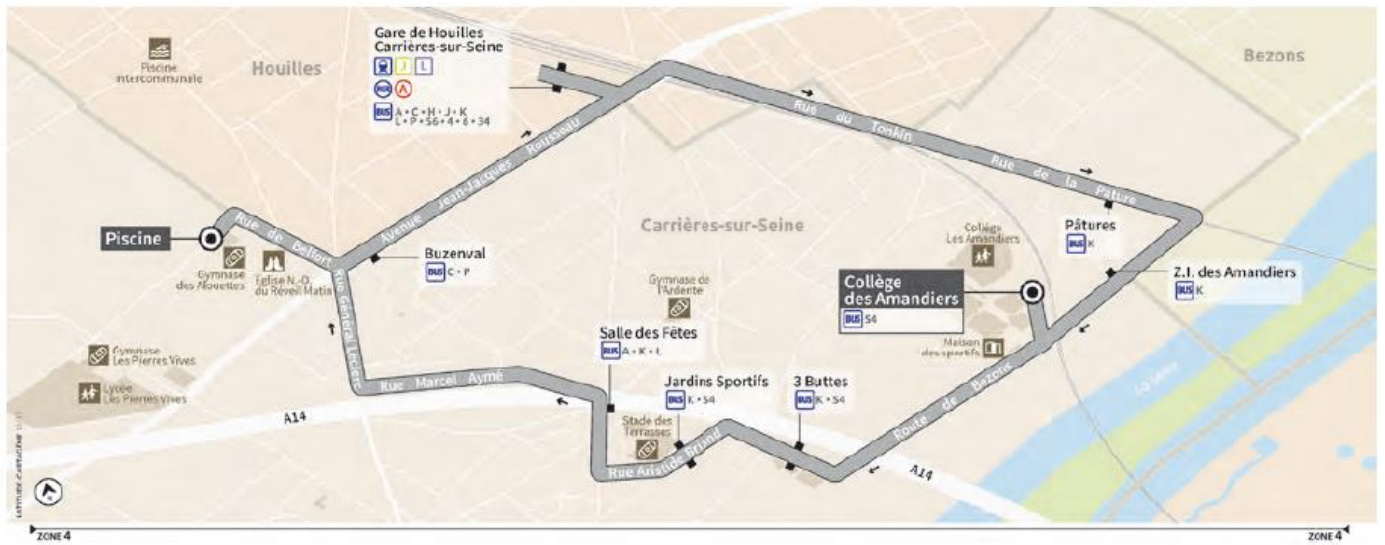 Gare de Houilles
Carrières-sur-Seine
J L
RER A
BUS A • C • H • J • K
L • P • S6 • 4 • 6 • 34
Piscine
intercommunale
Houilles
Bezons
Rue du Tonkin
Rue de la Pâture
Avenue Jean-Jacques Rousseau
Rue de Belfort
Piscine
Gymnase
des Alouettes
Eglise N.-D.
du Réveil Matin
Buzenval
BUS C • P
Carrières-sur-Seine
Collège
Les Amandiers
Pâtures
BUS K
Z.I. des Amandiers
BUS K
Collège
des Amandiers
BUS S4
Gymnase de
l'Ardente
Rue Général Leclerc
Salle des Fêtes
BUS A • K • L
Maison
des sportifs
Gymnase
Les Pierres Vives
Lycée
Les Pierres Vives
Rue Marcel Aymé
Jardins Sportifs
BUS K • S4
3 Buttes
BUS K • S4
Route de Bezons
La Seine
A14
Stade des
Terrasses
Rue Aristide Briand
A14
LATITUDE-CARTAGÈNE
ZONE 4
ZONE 4